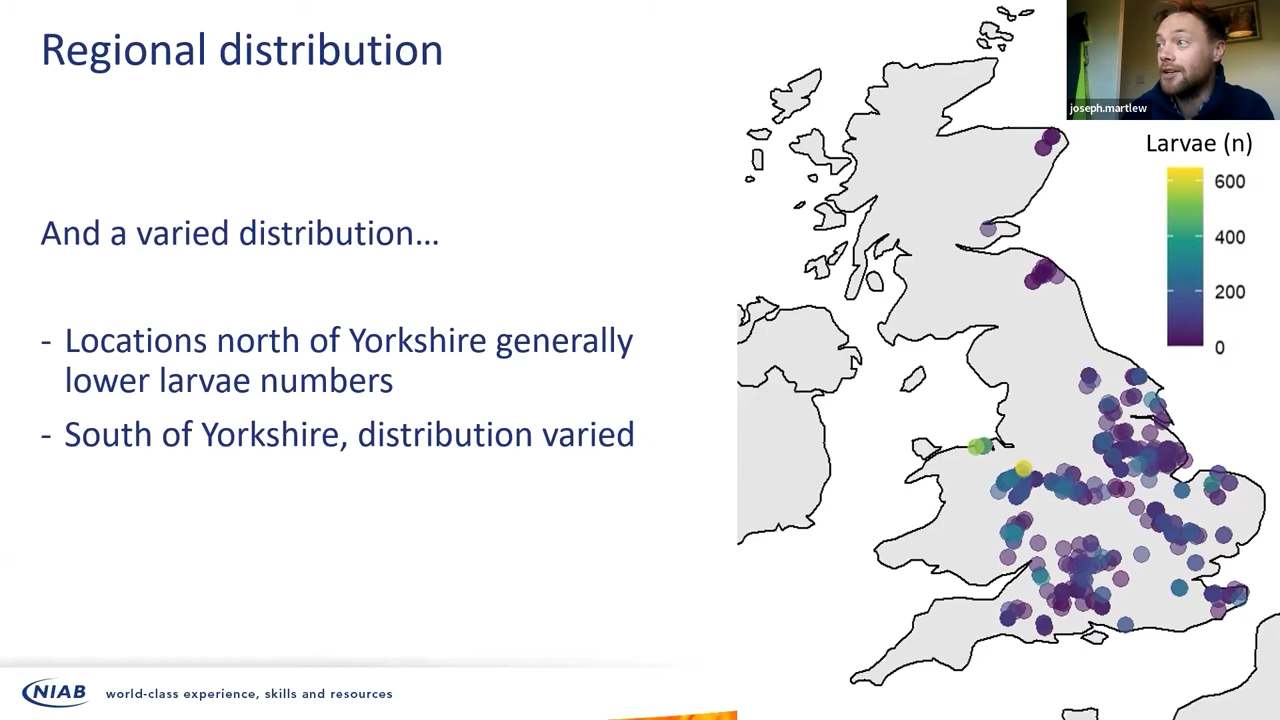 Regional distribution
joseph.martlew
Larvae (n)
600
400
200
0
And a varied distribution…
- Locations north of Yorkshire generally
lower larvae numbers
- South of Yorkshire, distribution varied
NIAB world-class experience, skills and resources